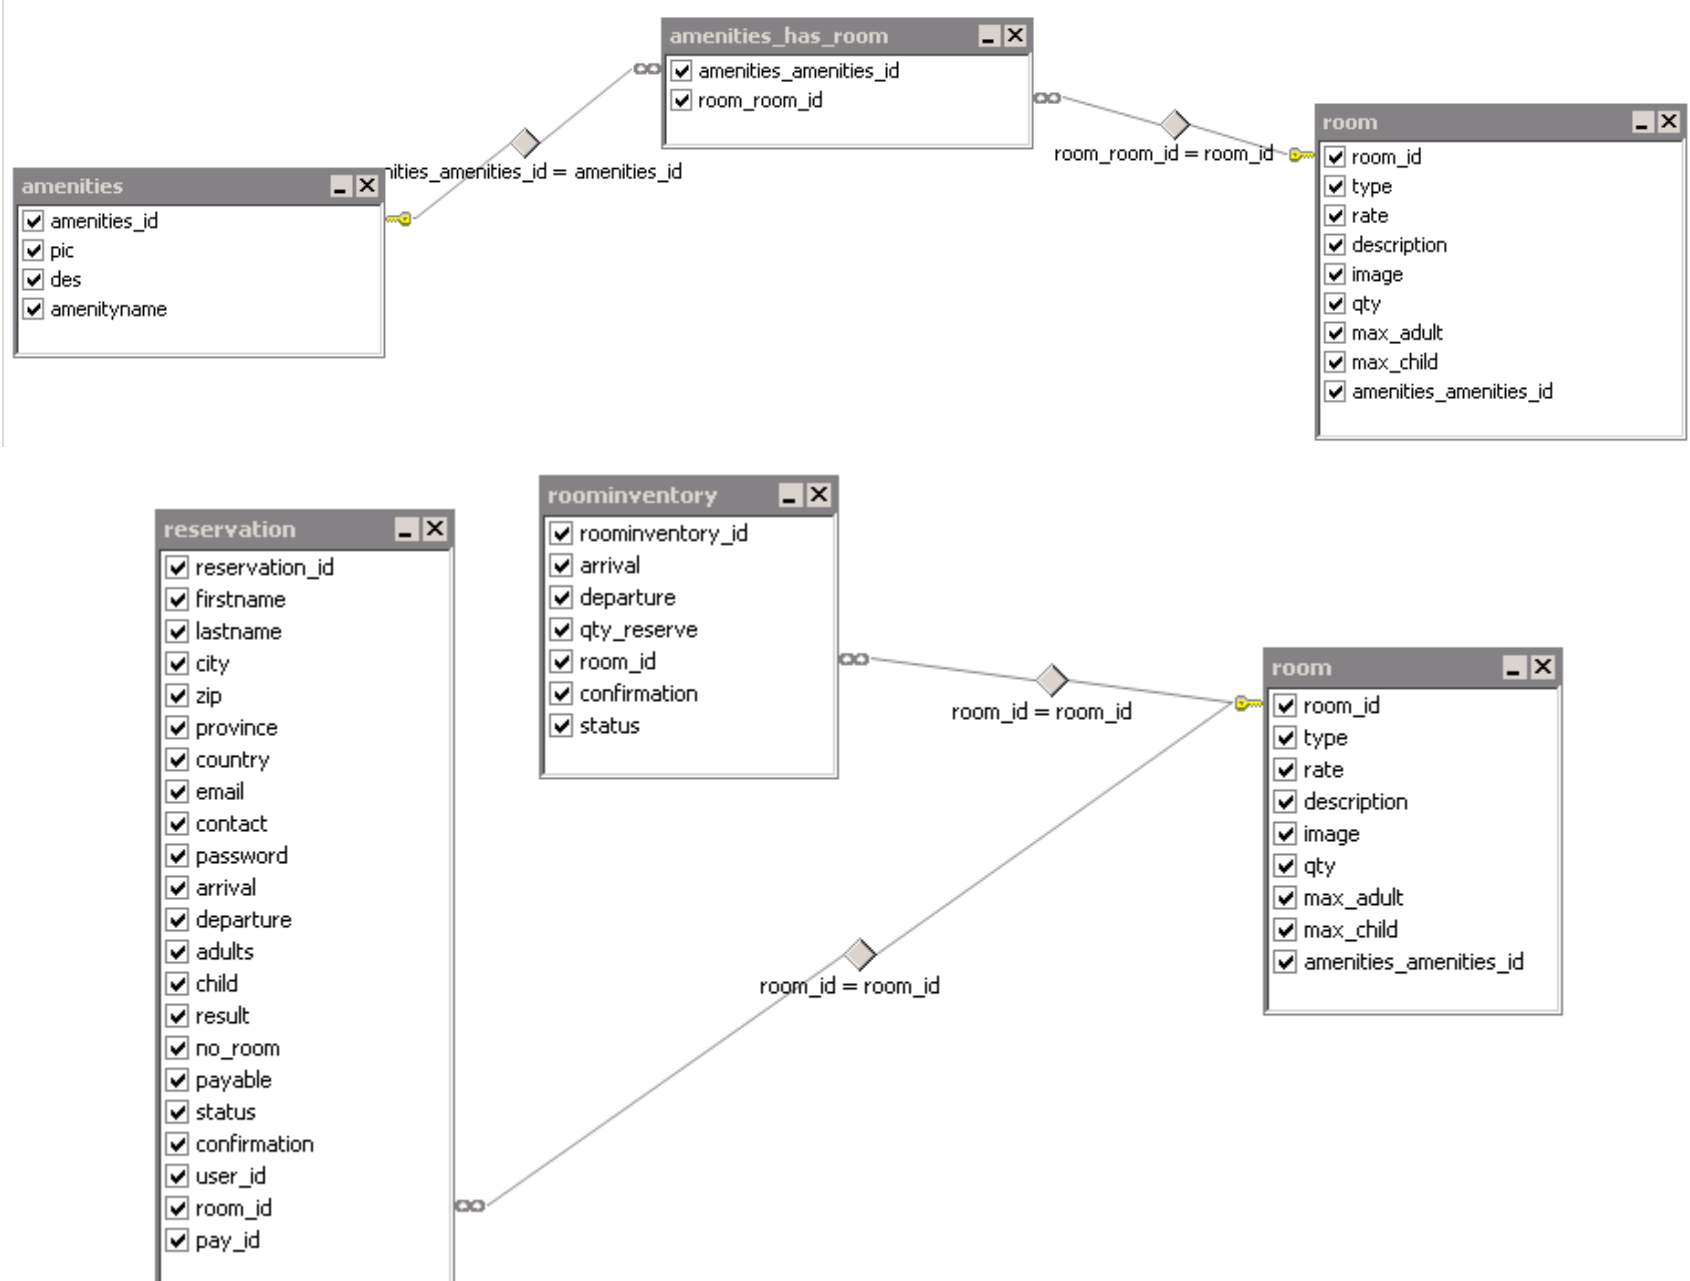 amenities_has_room
amenities_amenities_id
room_room_id
room_room_id = room_id
room
room_id
type
rate
description
image
qty
max_adult
max_child
amenities_amenities_id
nities_amenities_id = amenities_id
amenities
amenities_id
pic
des
amenityname
reservation
reservation_id
firstname
lastname
city
zip
province
country
email
contact
password
arrival
departure
adults
child
result
no_room
payable
status
confirmation
user_id
room_id
pay_id
roominventory
roominventory_id
arrival
departure
qty_reserve
room_id
confirmation
status
room_id = room_id
room_id = room_id
room
room_id
type
rate
description
image
qty
max_adult
max_child
amenities_amenities_id